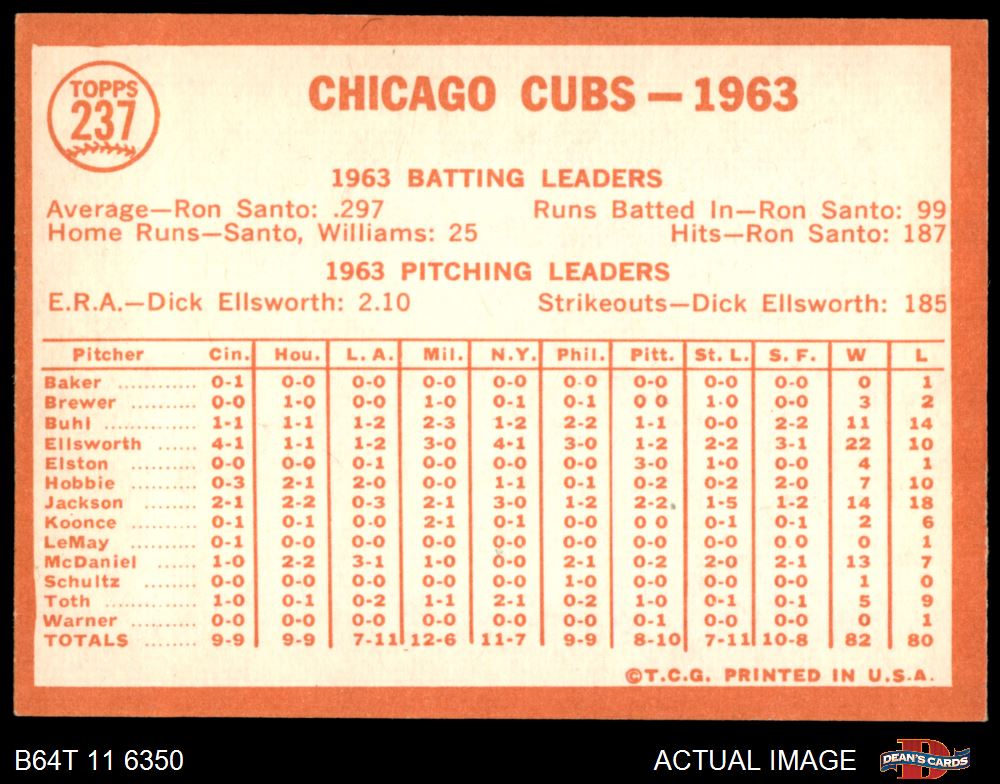 TOPPS
237
CHICAGO CUBS — 1963
1963 BATTING LEADERS
Average—Ron Santo: .297 Runs Batted In—Ron Santo: 99
Home Runs—Santo, Williams: 25 Hits—Ron Santo: 187
1963 PITCHING LEADERS
E.R.A.—Dick Ellsworth: 2.10 Strikeouts—Dick Ellsworth: 185
Pitcher Cin. Hou. L.A. Mil. N.Y. Phil. Pitt. St. L. S. F. W L
Baker .......... 0-1 0-0 0-0 0-0 0-0 0-0 0-0 0-0 0-0 0 1
Brewer ......... 0-0 1-0 0-0 1-0 0-1 0-1 0 0 1-0 0-0 3 2
Buhl ............ 1-1 1-1 1-2 2-3 1-2 2-2 1-1 0-0 2-2 11 14
Ellsworth ...... 4-1 1-1 1-2 3-0 4-1 3-0 1-2 2-2 3-1 22 10
Elston .......... 0-0 0-0 0-1 0-0 0-0 0-0 3-0 1-0 0-0 4 1
Hobbie ......... 0-3 2-1 2-0 0-0 1-1 0-1 0-2 0-2 2-0 7 10
Jackson ....... 2-1 2-2 0-3 2-1 3-0 1-2 2-2. 1-5 1-2 14 18
Koonce ........ 0-1 0-1 0-0 2-1 0-1 0-0 0 0 0-1 0-1 2 6
LeMay ......... 0-1 0-0 0-0 0-0 0-0 0-0 0-0 0-0 0 0 0 1
McDaniel ..... 1-0 2-2 3-1 1-0 0-0 2-1 0-2 2-0 2-1 13 7
Schultz ....... 0-0 0-0 0-0 0-0 0-0 1-0 0-0 0-0 0-0 1 0
Toth ............ 1-0 0-1 0-2 1-1 2-1 0-2 1-0 0-1 0-1 5 9
Warner ........ 0-0 0-0 0-0 0-0 0-0 0-0 0-1 0-0 0-0 0 1
TOTALS ....... 9-9 9-9 7-11 12-6 11-7 9-9 8-10 7-11 10-8 82 80
©T.C.G. PRINTED IN U.S.A.
B64T 11 6350 ACTUAL IMAGE DEAN'S CARDS